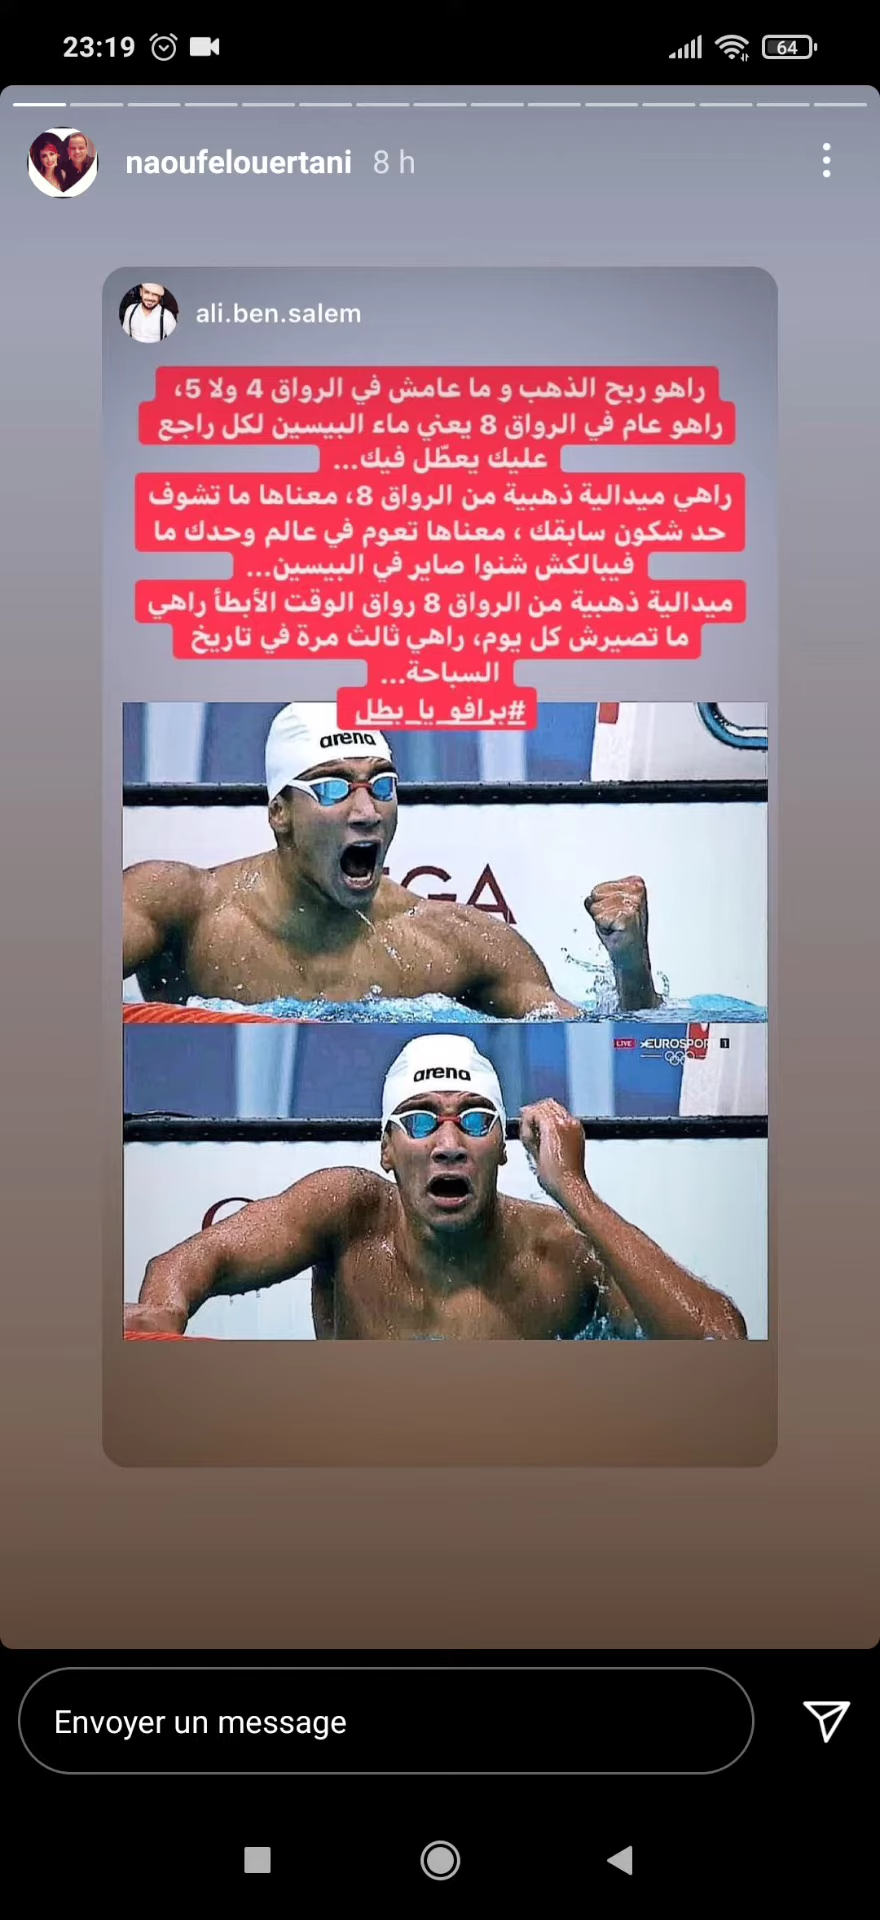 23:19
64
naoufelouertani 8 h
ali.ben.salem
راهو ربح الذهب و ما عامش في الرواق 4 ولا 5،
راهو عام في الرواق 8 يعني ماء البيسين لكل راجع
عليك يعطّل فيك...
راهي ميدالية ذهبية من الرواق 8، معناها ما تشوف
حد شكون سابقك ، معناها تعوم في عالم وحدك ما
فيبالكش شنوا صاير في البيسين...
ميدالية ذهبية من الرواق 8 رواق الوقت الأبطأ راهي
ما تصيرش كل يوم، راهي ثالث مرة في تاريخ
السباحة...
#برافو_يا_بطل
arena
GA
LIVE EUROSPOR 1
arena
Envoyer un message